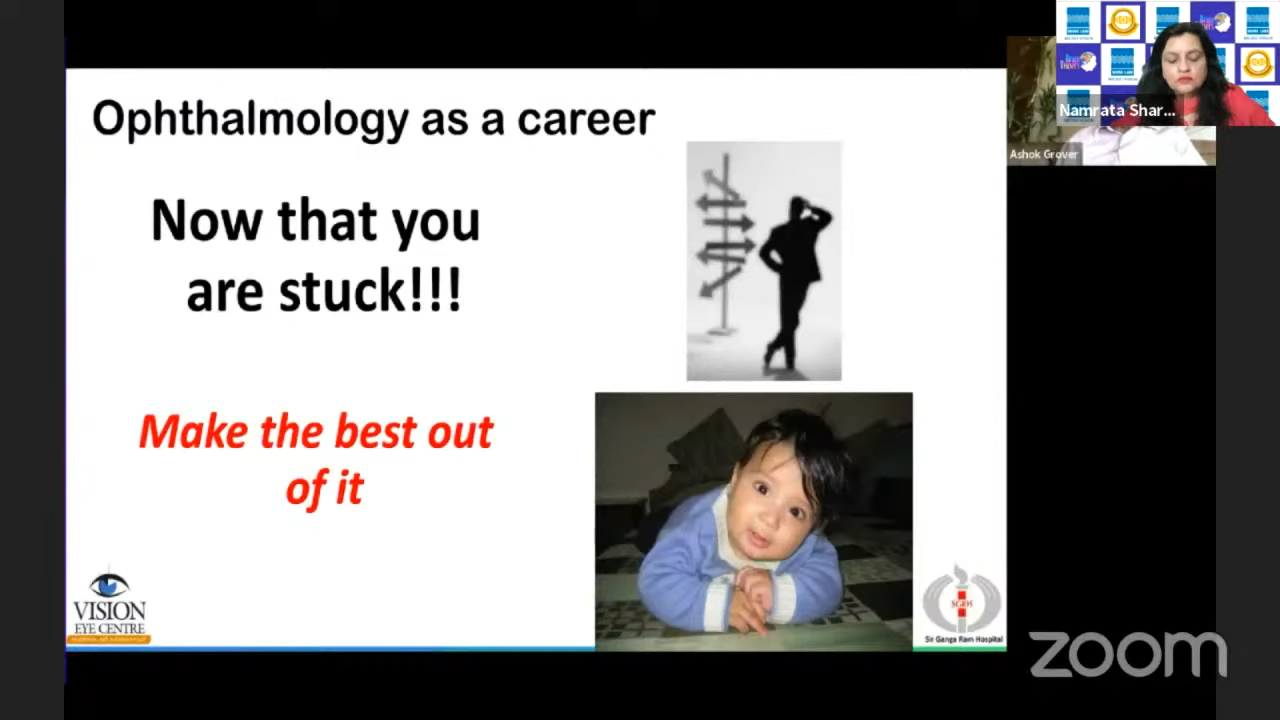 Ophthalmology as a career
Now that you
are stuck!!!
Make the best out
of it
VISION
EYE CENTRE
SGRH
Sir Ganga Ram Hospital
Namrata Shar...
Ashok Grover
zoom